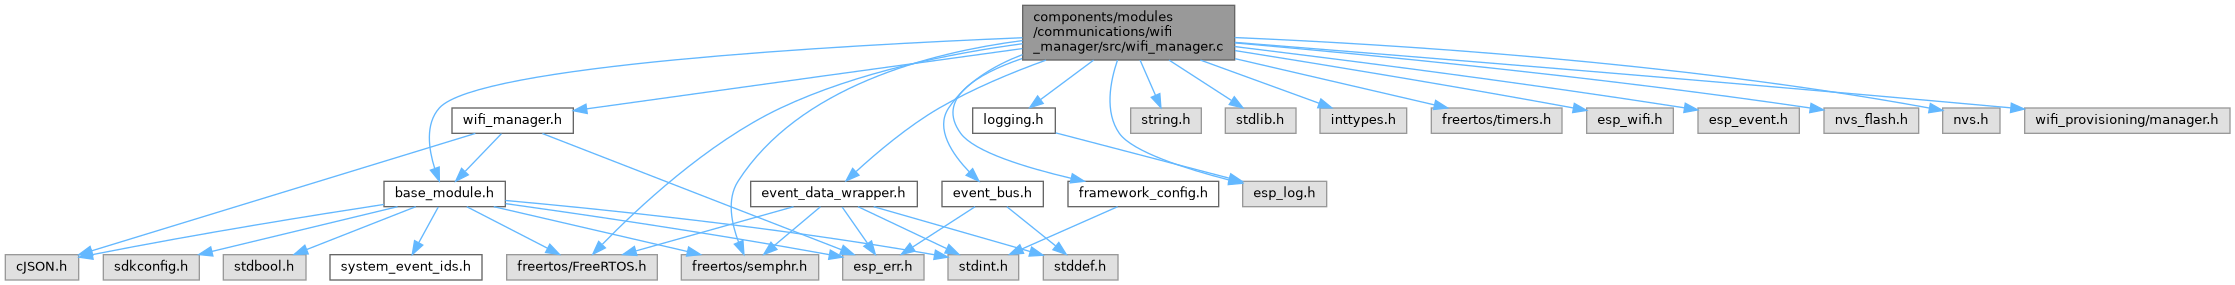 components/modules
/communications/wifi
_manager/src/wifi_manager.c
wifi_manager.h
logging.h
string.h
stdlib.h
inttypes.h
freertos/timers.h
esp_wifi.h
esp_event.h
nvs_flash.h
nvs.h
wifi_provisioning/manager.h
base_module.h
event_data_wrapper.h
event_bus.h
framework_config.h
esp_log.h
cJSON.h
sdkconfig.h
stdbool.h
system_event_ids.h
freertos/FreeRTOS.h
freertos/semphr.h
esp_err.h
stdint.h
stddef.h